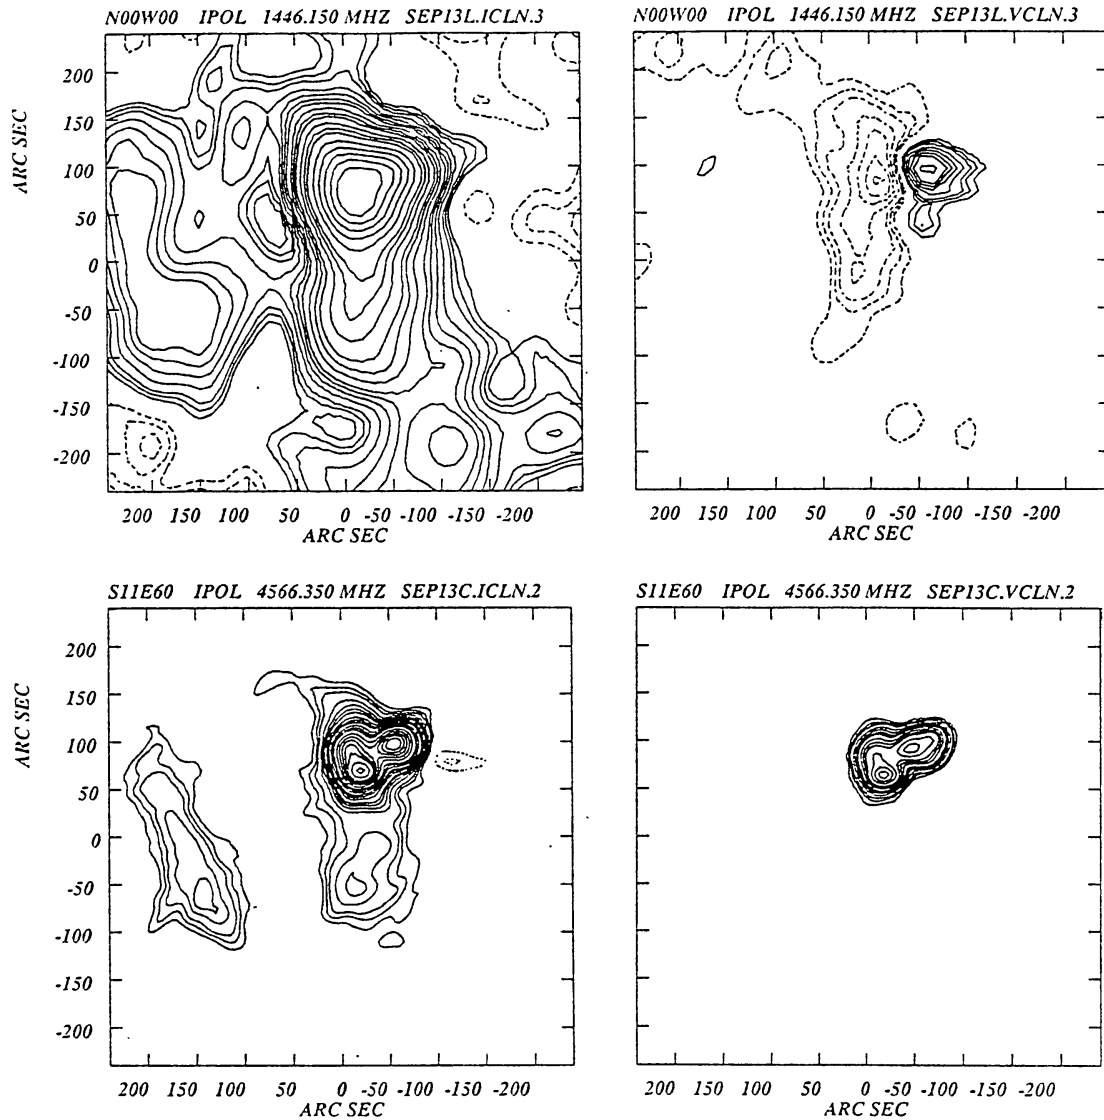 N00W00 IPOL 1446.150 MHZ SEP13L.ICLN.3
N00W00 IPOL 1446.150 MHZ SEP13L.VCLN.3
ARC SEC
200
150
100
50
0
-50
-100
-150
-200
200 150 100 50 0 -50 -100 -150 -200
ARC SEC
200 150 100 50 0 -50 -100 -150 -200
ARC SEC
S11E60 IPOL 4566.350 MHZ SEP13C.ICLN.2
S11E60 IPOL 4566.350 MHZ SEP13C.VCLN.2
ARC SEC
200
150
100
50
0
-50
-100
-150
-200
200 150 100 50 0 -50 -100 -150 -200
ARC SEC
200 150 100 50 0 -50 -100 -150 -200
ARC SEC